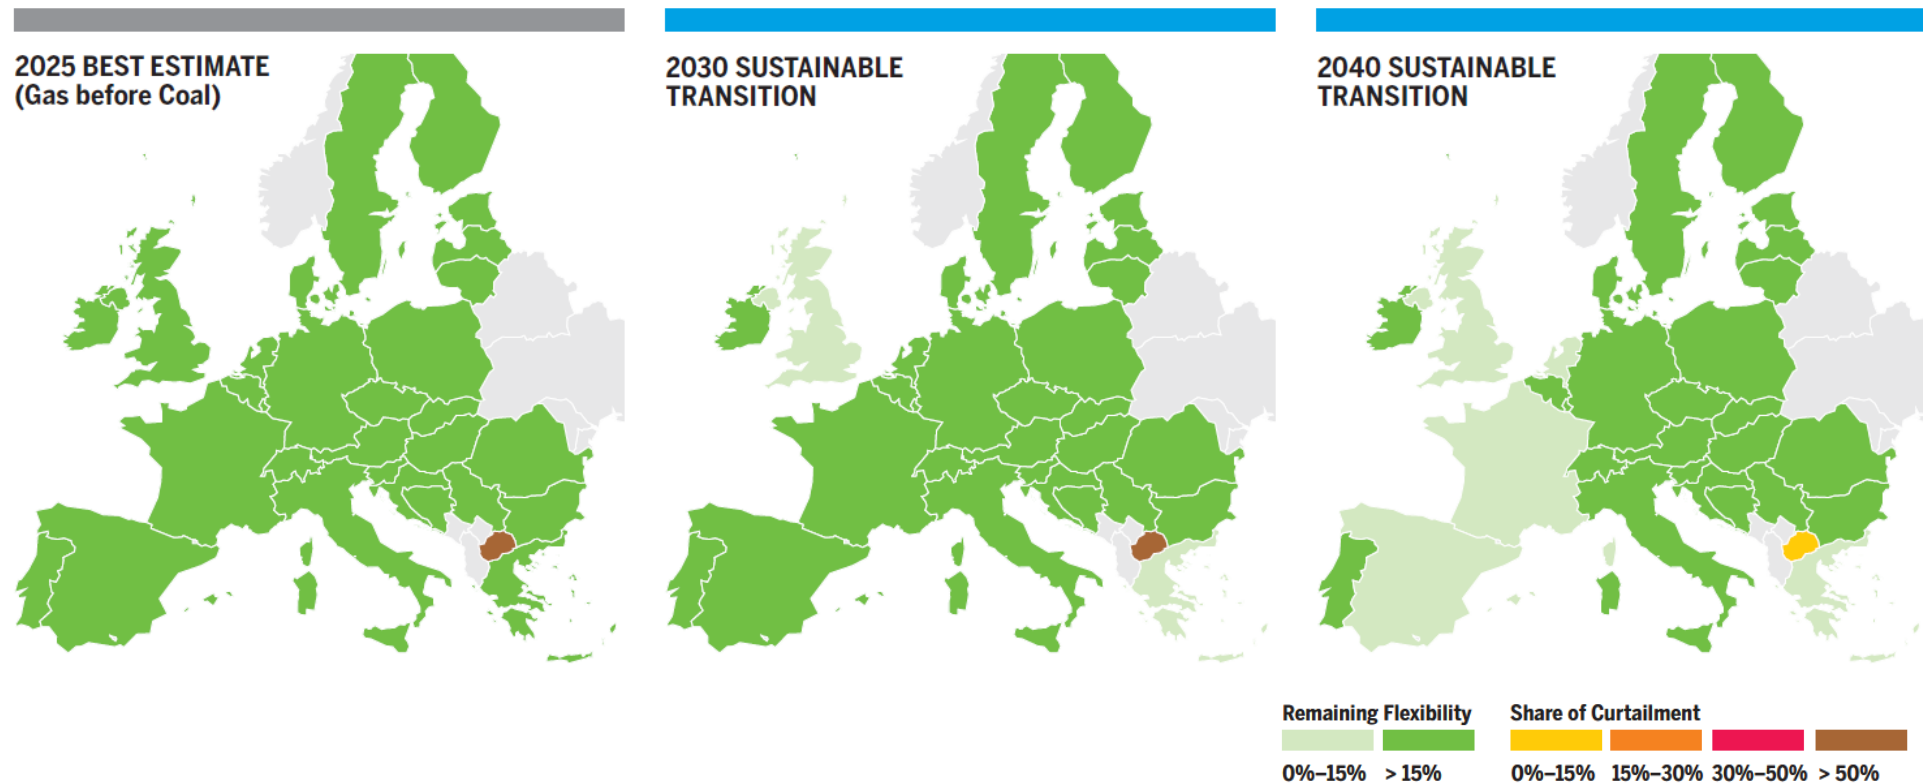 2025 BEST ESTIMATE
(Gas before Coal)
2030 SUSTAINABLE
TRANSITION
2040 SUSTAINABLE
TRANSITION
Remaining Flexibility
0%–15% > 15%
Share of Curtailment
0%–15% 15%–30% 30%–50% > 50%